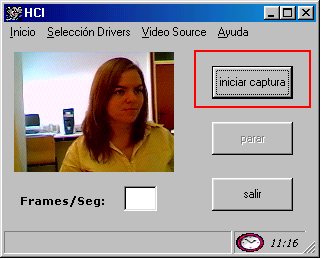 HCI
Inicio Selección Drivers Video Source Ayuda
iniciar captura
parar
Frames/Seg:
salir
11:16